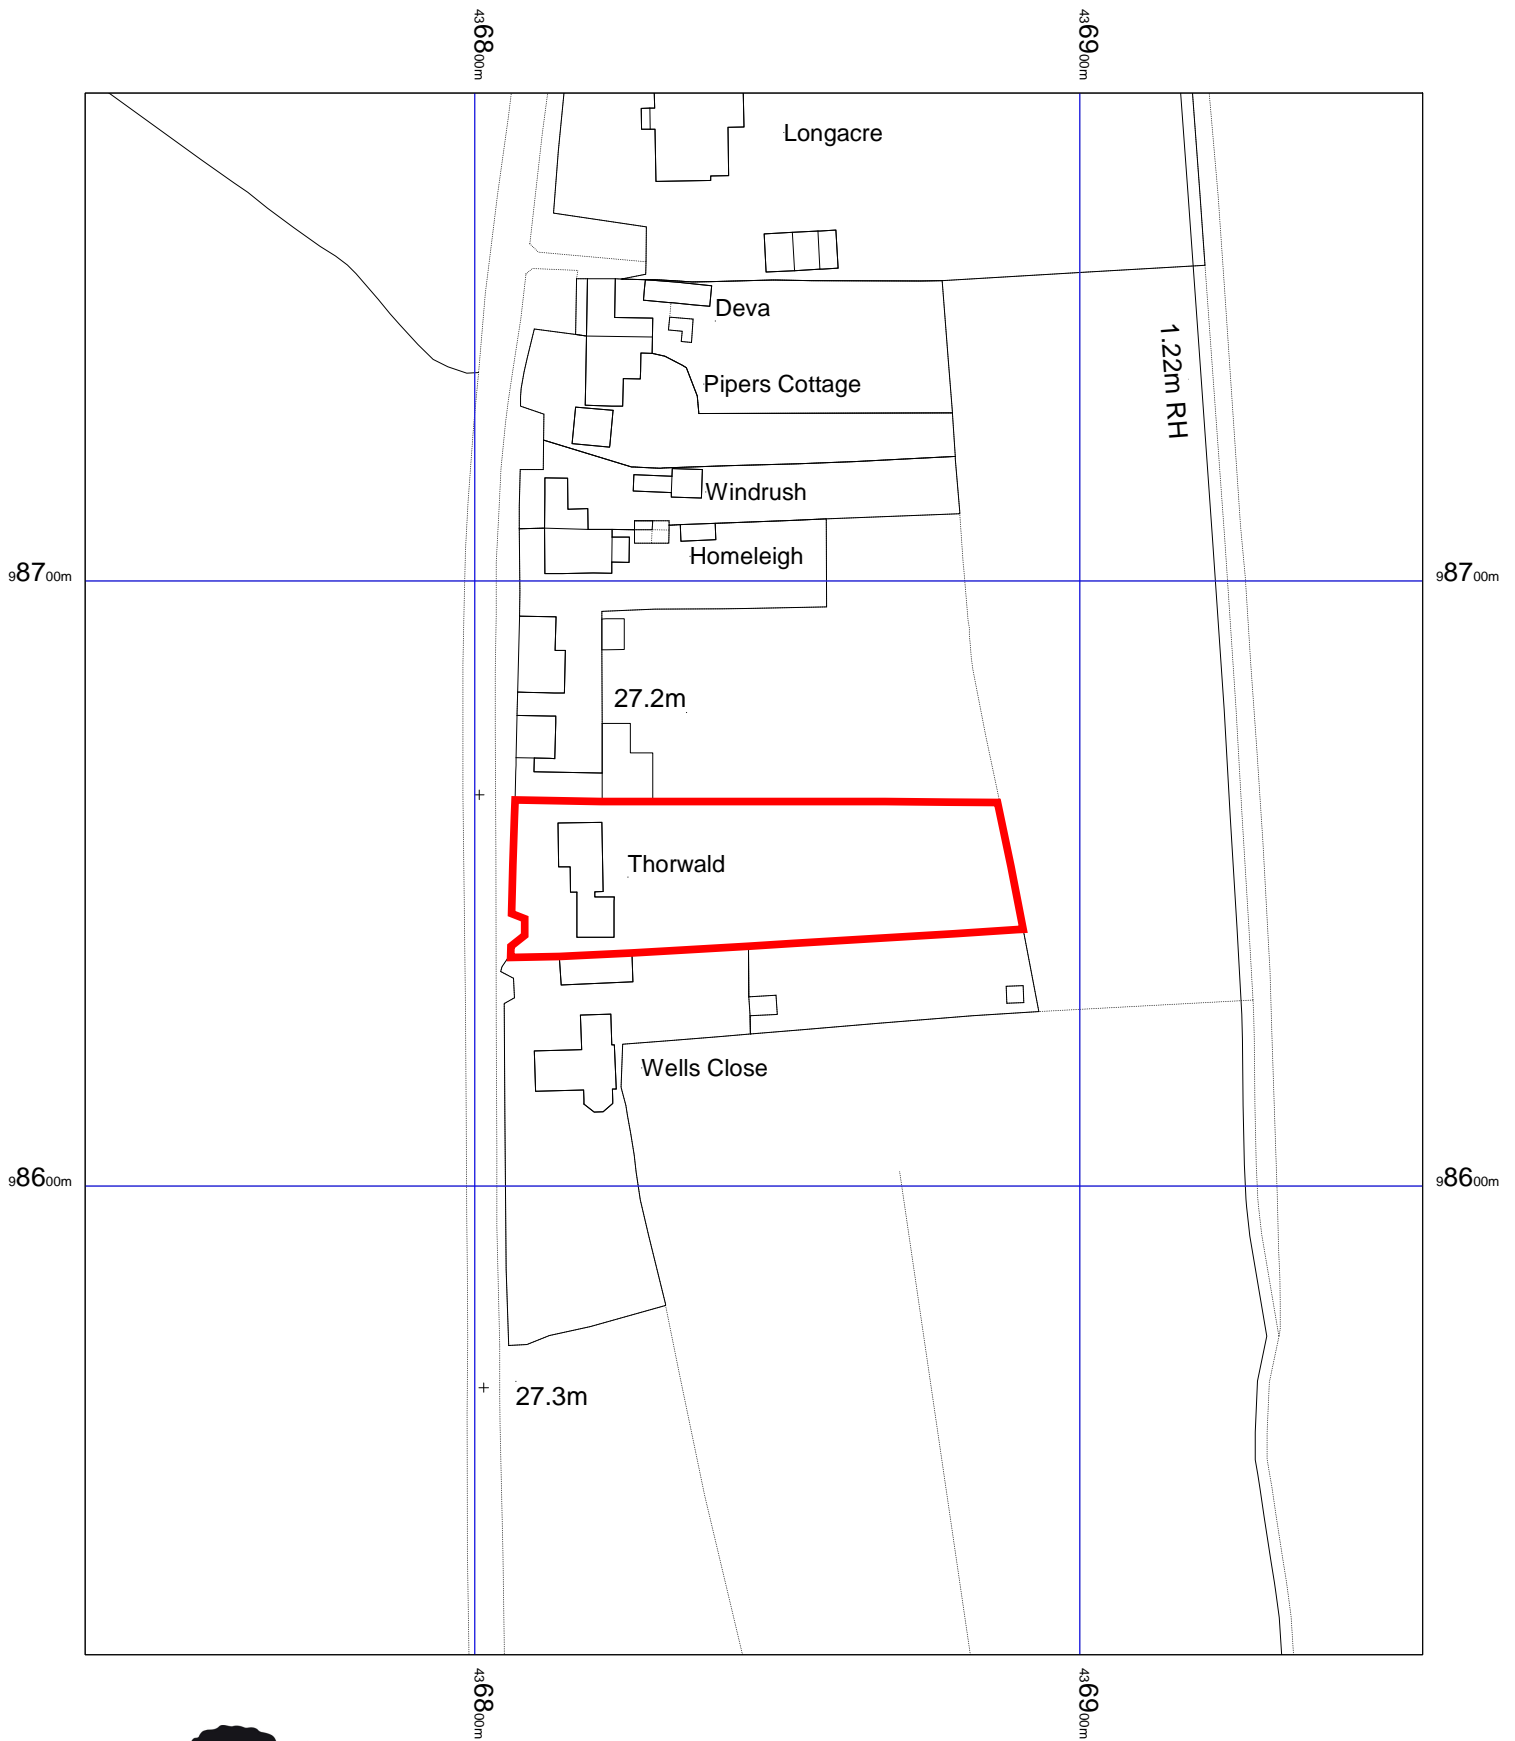 436800m
436900m
Longacre
Deva
1.22m RH
Pipers Cottage
Windrush
Homeleigh
98700m
98700m
27.2m
Thorwald
Wells Close
98600m
98600m
27.3m
436800m
436900m